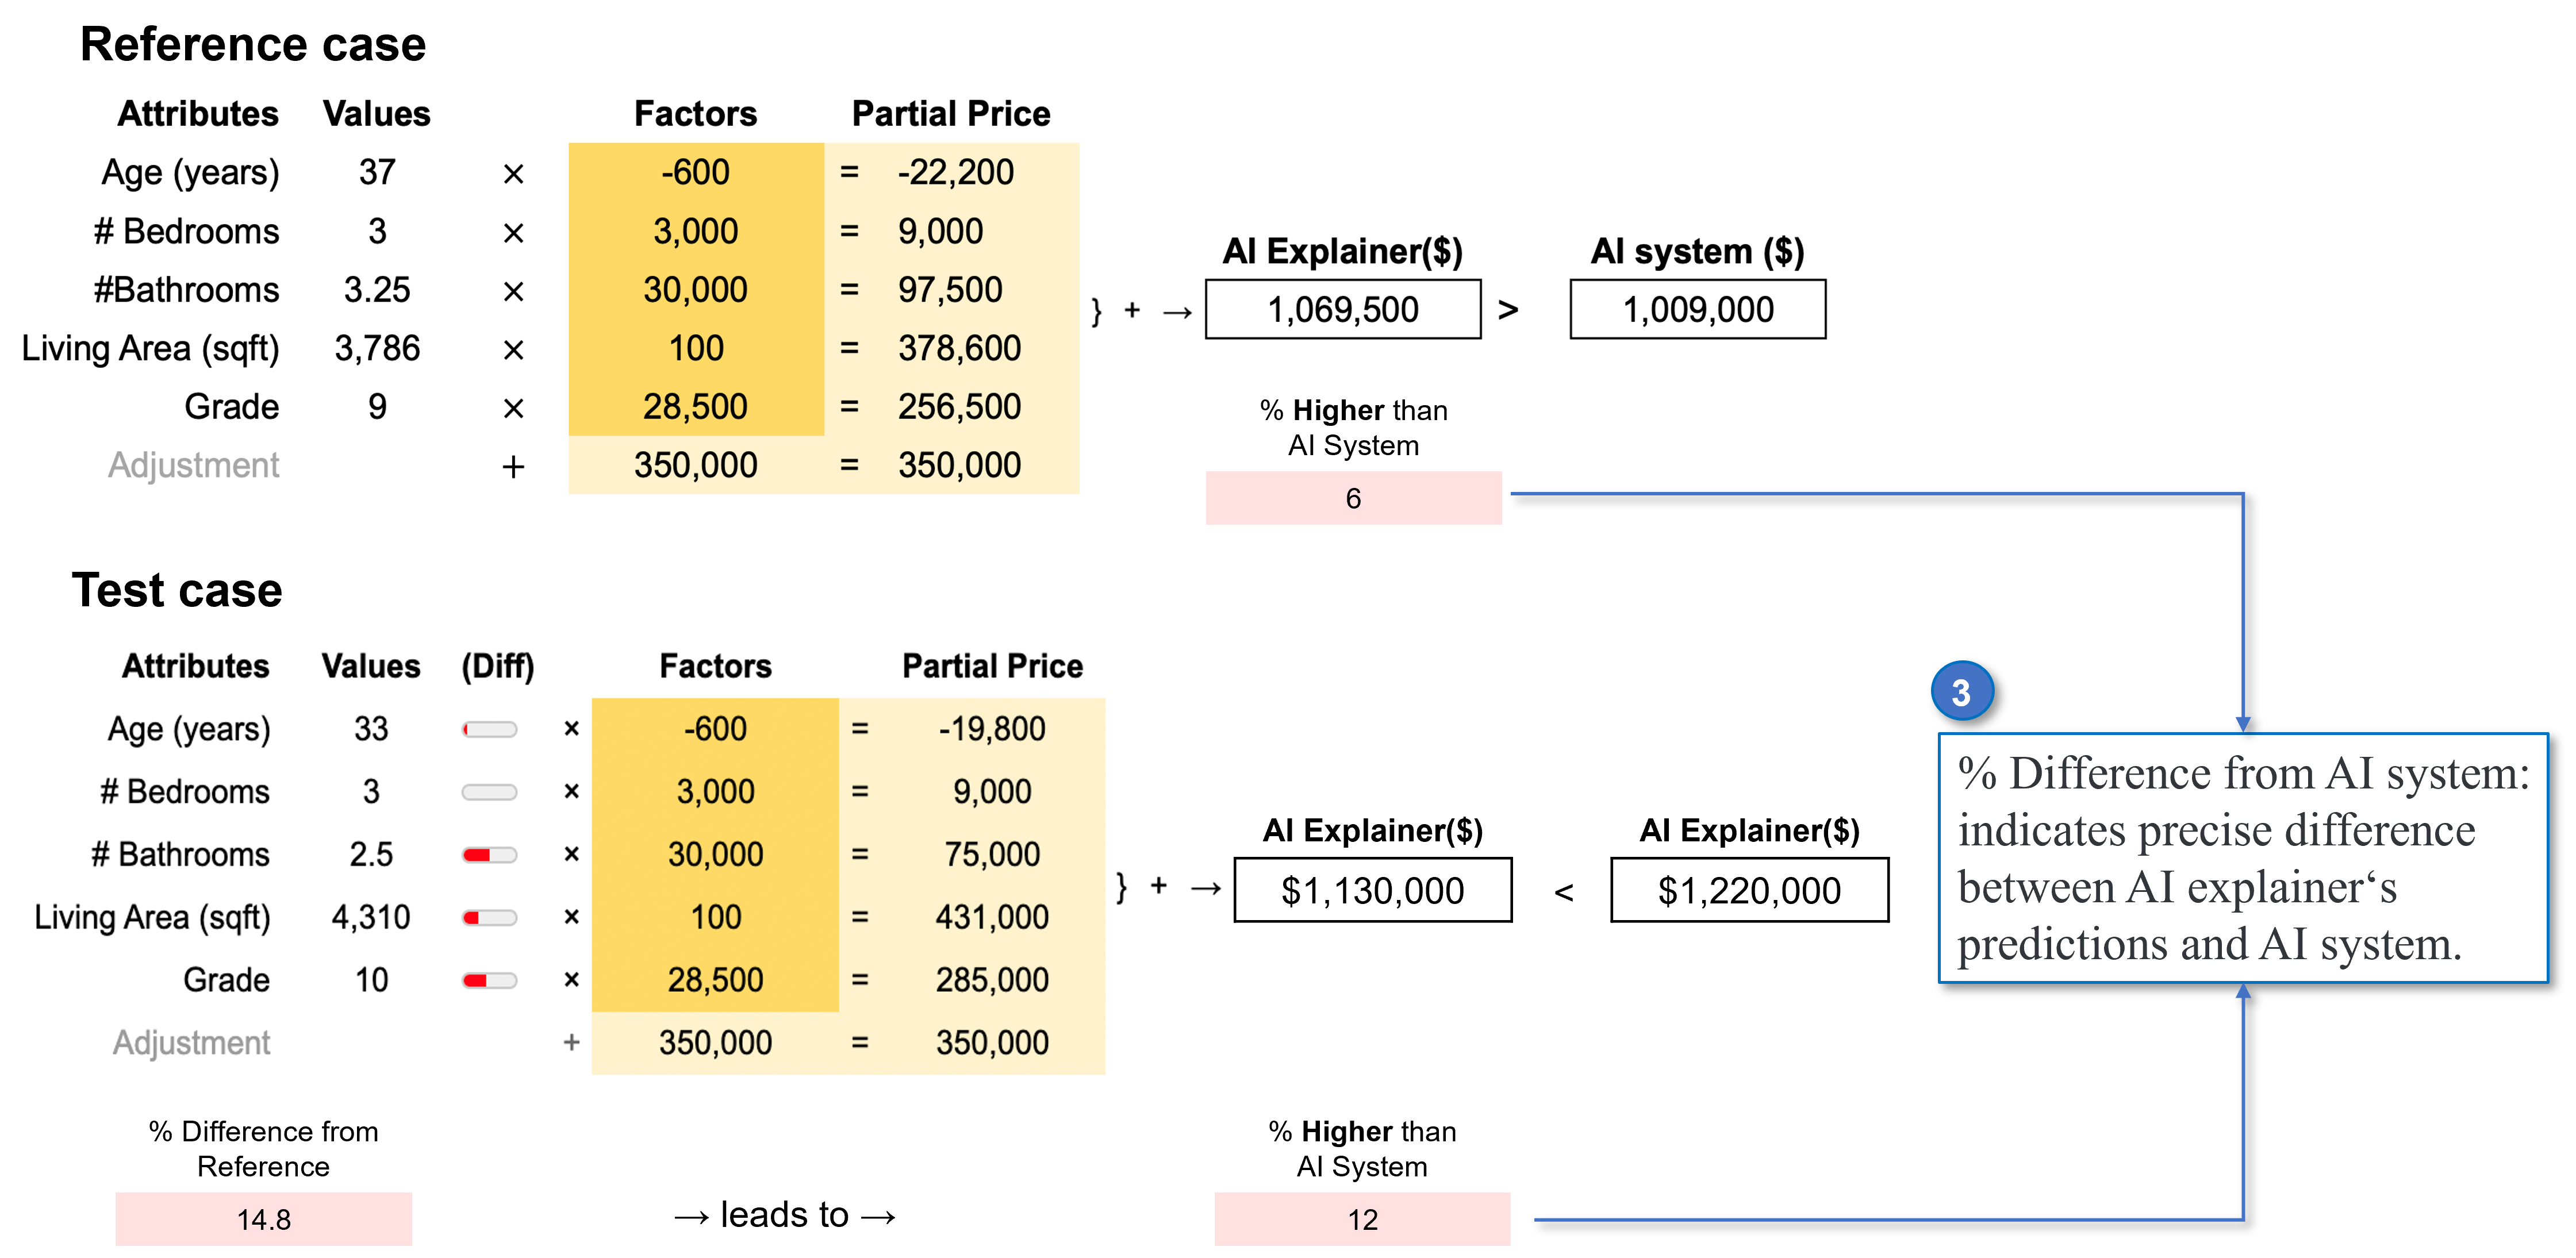 Reference case
Attributes Values Factors Partial Price
Age (years) 37 × -600 = -22,200
# Bedrooms 3 × 3,000 = 9,000
#Bathrooms 3.25 × 30,000 = 97,500
Living Area (sqft) 3,786 × 100 = 378,600
Grade 9 × 28,500 = 256,500
Adjustment + 350,000 = 350,000
} + →
AI Explainer($) AI system ($)
1,069,500 > 1,009,000
% Higher than
AI System
6
Test case
Attributes Values (Diff) Factors Partial Price
Age (years) 33 × -600 = -19,800
# Bedrooms 3 × 3,000 = 9,000
# Bathrooms 2.5 × 30,000 = 75,000
Living Area (sqft) 4,310 × 100 = 431,000
Grade 10 × 28,500 = 285,000
Adjustment + 350,000 = 350,000
} + →
AI Explainer($) AI Explainer($)
$1,130,000 < $1,220,000
3
% Difference from AI system:
indicates precise difference
between AI explainer‘s
predictions and AI system.
% Difference from
Reference
14.8
→ leads to →
% Higher than
AI System
12